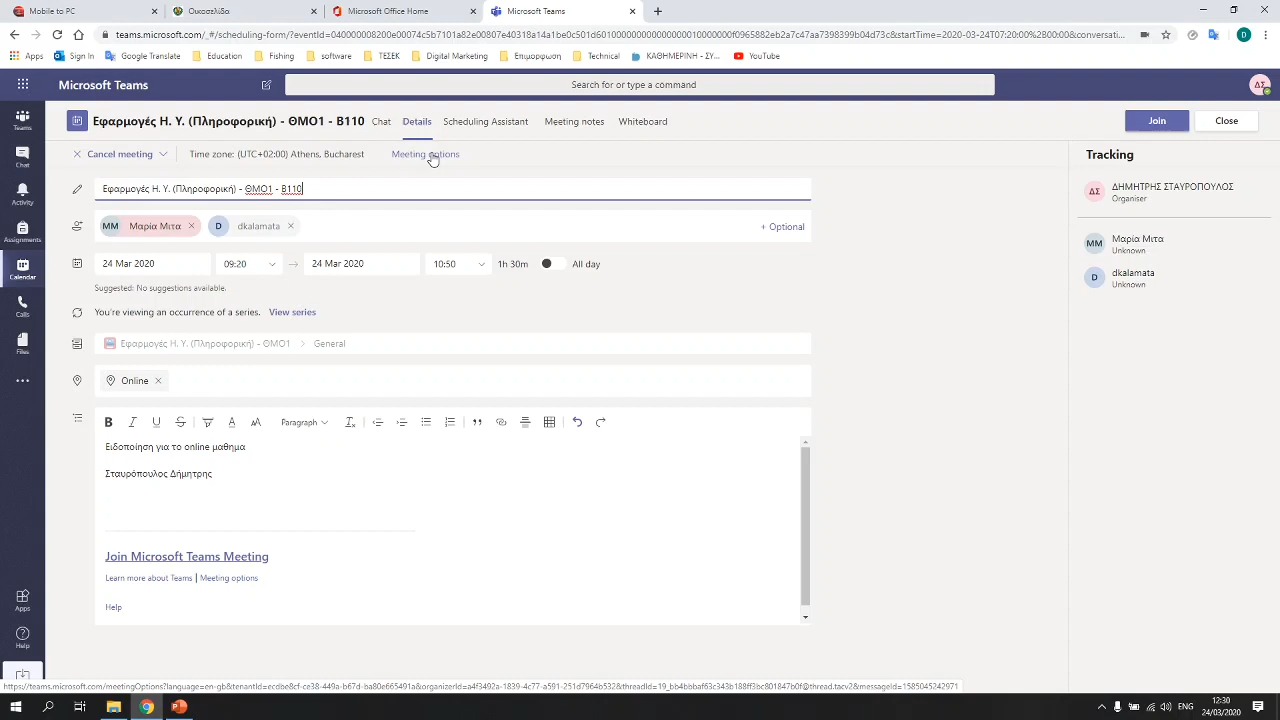 Mobile to PC
Οικοσελίδα
Microsoft Office Home
Microsoft Teams
Apps
Sign In
Google Translate
Education
Fishing
software
ΤΕΣΕΚ
Digital Marketing
Επιμορφωση
Technical
ΚΑΘΗΜΕΡΙΝΗ - ΣΥ...
YouTube
Microsoft Teams
Search for or type a command
ΔΣ
Teams
Chat
Activity
Assignments
Calendar
Calls
Files
Apps
Help
Εφαρμογές Η. Υ. (Πληροφορική) - ΘΜΟ1 - Β110
Chat
Details
Scheduling Assistant
Meeting notes
Whiteboard
Join
Close
Cancel meeting
Time zone: (UTC+02:00) Athens, Bucharest
Meeting options
Εφαρμογές Η. Υ. (Πληροφορική) - ΘΜΟ1 - Β110
MM Μαρία Μιτα
D dkalamata
+ Optional
24 Mar 2020
09:20
24 Mar 2020
10:50
1h 30m
All day
Suggested: No suggestions available.
You're viewing an occurrence of a series. View series
Εφαρμογές Η. Υ. (Πληροφορική) - ΘΜΟ1 > General
Online
Paragraph
Ειδοποίηση για το online μαθημα
Σταυρόπουλος Δήμητρης
Join Microsoft Teams Meeting
Learn more about Teams | Meeting options
Help
Tracking
ΔΣ ΔΗΜΗΤΡΗΣ ΣΤΑΥΡΟΠΟΥΛΟΣ
Organiser
MM Μαρία Μιτα
Unknown
D dkalamata
Unknown
ENG
12:30
24/03/2020